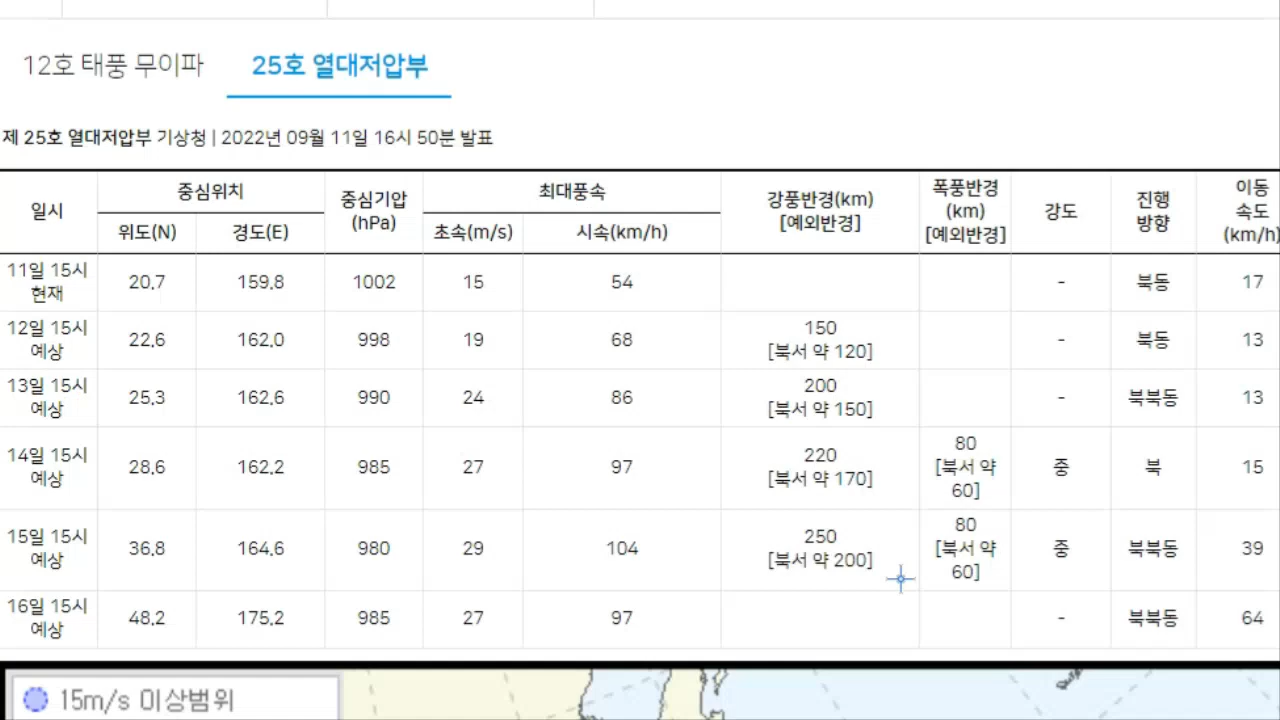 12호 태풍 무이파 25호 열대저압부
제 25호 열대저압부 기상청 | 2022년 09월 11일 16시 50분 발표
일시 중심위치 중심기압 (hPa) 최대풍속 강풍반경(km) [예외반경] 폭풍반경 (km) [예외반경] 강도 진행 방향 이동 속도 (km/h)
위도(N) 경도(E) 초속(m/s) 시속(km/h)
11일 15시 현재 20.7 159.8 1002 15 54 - 북동 17
12일 15시 예상 22.6 162.0 998 19 68 150 [북서 약 120] - 북동 13
13일 15시 예상 25.3 162.6 990 24 86 200 [북서 약 150] - 북북동 13
14일 15시 예상 28.6 162.2 985 27 97 220 [북서 약 170] 80 [북서 약 60] 중 북 15
15일 15시 예상 36.8 164.6 980 29 104 250 [북서 약 200] 80 [북서 약 60] 중 북북동 39
16일 15시 예상 48.2 175.2 985 27 97 - 북북동 64
15m/s 이상범위